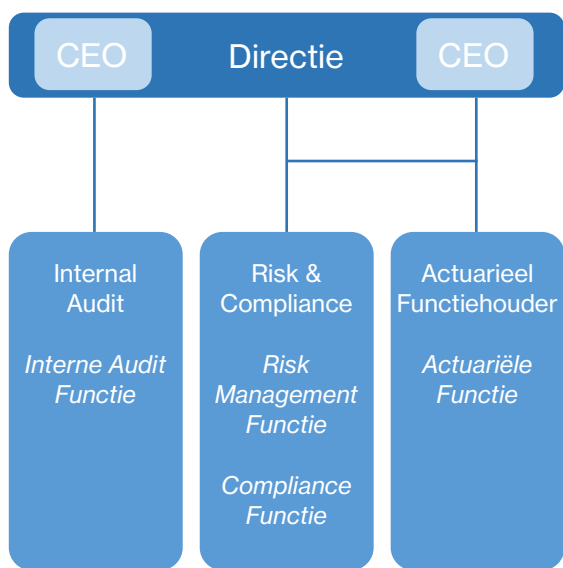 CEO
Directie
CEO
Internal
Audit
Interne Audit
Functie
Risk &
Compliance
Risk
Management
Functie
Compliance
Functie
Actuarieel
Functiehouder
Actuariële
Functie